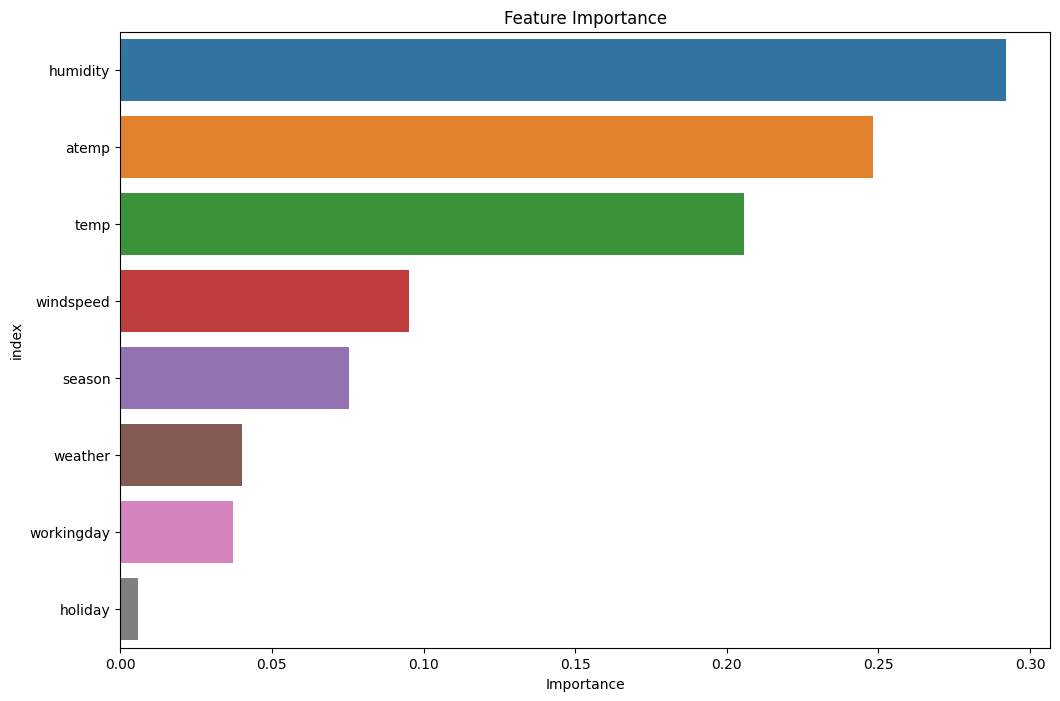 Feature Importance
humidity
atemp
temp
windspeed
season
weather
workingday
holiday
index
0.00 0.05 0.10 0.15 0.20 0.25 0.30
Importance